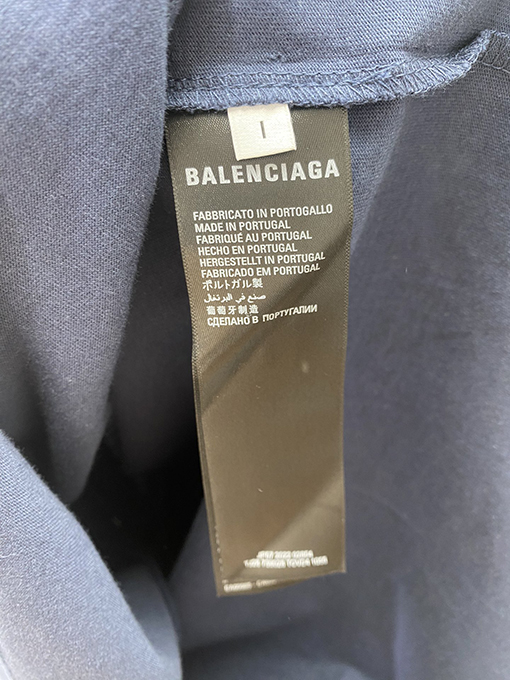 I
BALENCIAGA
FABBRICATO IN PORTOGALLO
MADE IN PORTUGAL
FABRIQUÉ AU PORTUGAL
HECHO EN PORTUGAL
HERGESTELLT IN PORTUGAL
FABRICADO EM PORTUGAL
ポルトガル製
صنع في البرتغال
葡萄牙制造
СДЕЛАНО В ПОРТУГАЛИИ